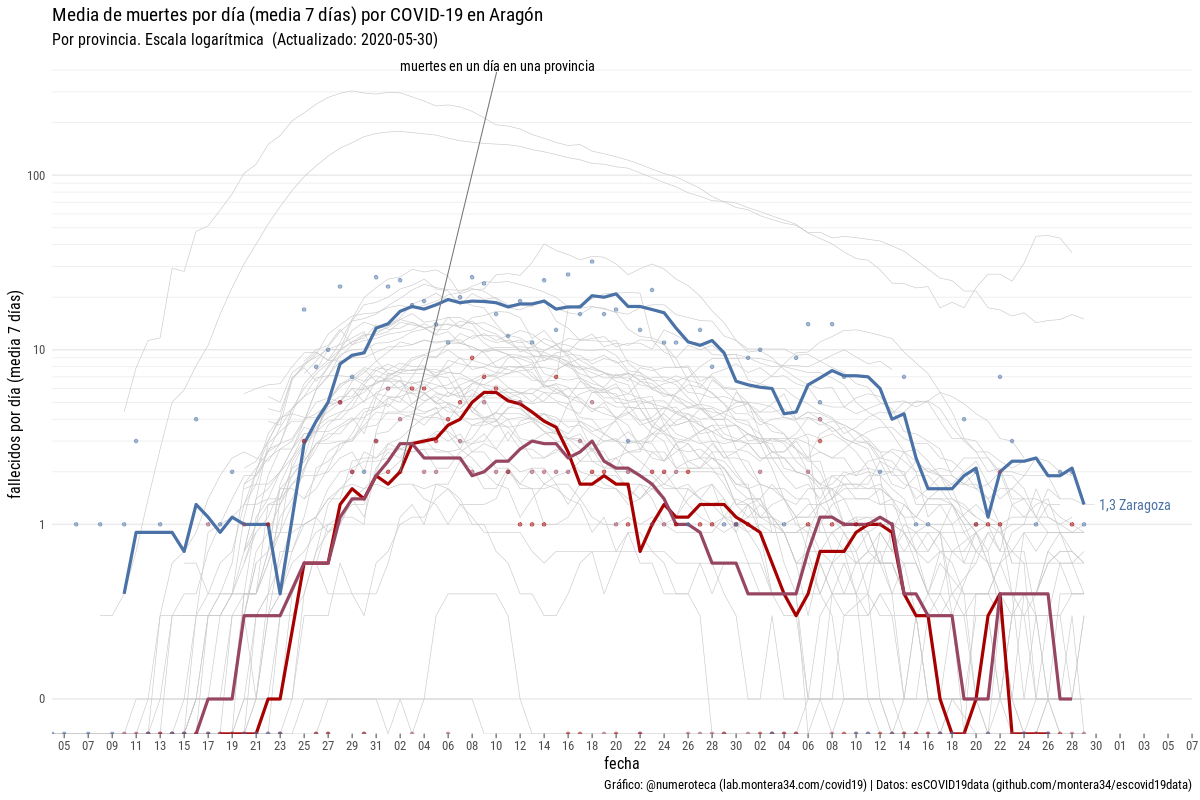 Media de muertes por día (media 7 días) por COVID-19 en Aragón
Por provincia. Escala logarítmica (Actualizado: 2020-05-30)
muertes en un día en una provincia
fallecidos por día (media 7 días)
100
10
1
0
1,3 Zaragoza
05 07 09 11 13 15 17 19 21 23 25 27 29 31 02 04 06 08 10 12 14 16 18 20 22 24 26 28 30 02 04 06 08 10 12 14 16 18 20 22 24 26 28 30 01 03 05 07
fecha
Gráfico: @numeroteca (lab.montera34.com/covid19) | Datos: esCOVID19data (github.com/montera34/escovid19data)